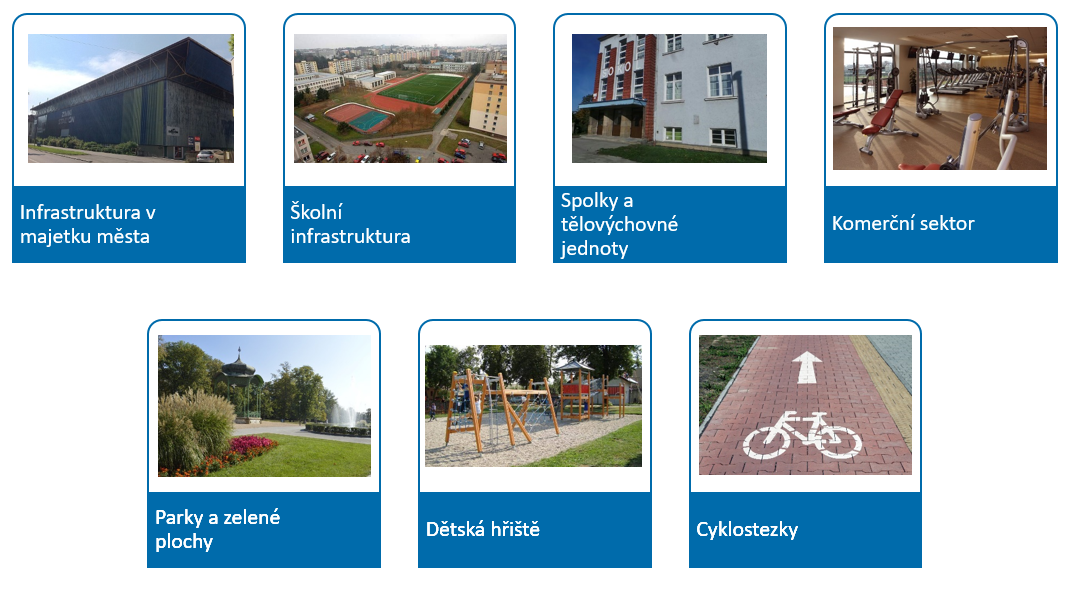 Infrastruktura v
majetku města
Školní
infrastruktura
Spolky a
tělovýchovné
jednoty
Komerční sektor
Parky a zelené
plochy
Dětská hřiště
Cyklostezky